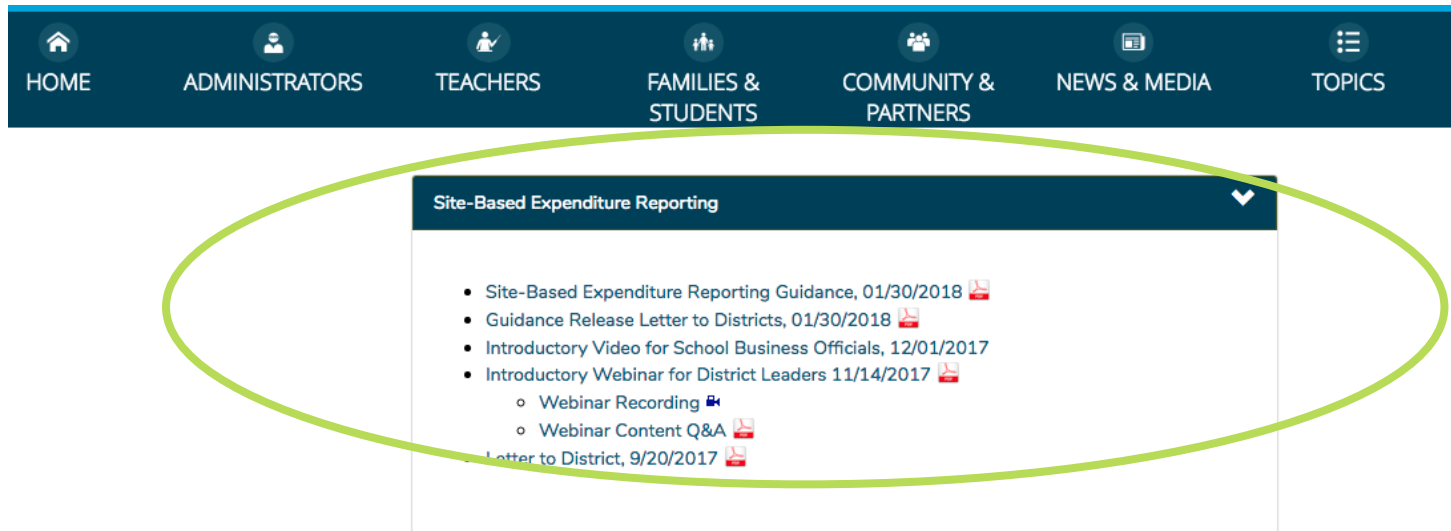 HOME
ADMINISTRATORS
TEACHERS
FAMILIES &
STUDENTS
COMMUNITY &
PARTNERS
NEWS & MEDIA
TOPICS
Site-Based Expenditure Reporting
Site-Based Expenditure Reporting Guidance, 01/30/2018
Guidance Release Letter to Districts, 01/30/2018
Introductory Video for School Business Officials, 12/01/2017
Introductory Webinar for District Leaders 11/14/2017
Webinar Recording
Webinar Content Q&A
Letter to District, 9/20/2017